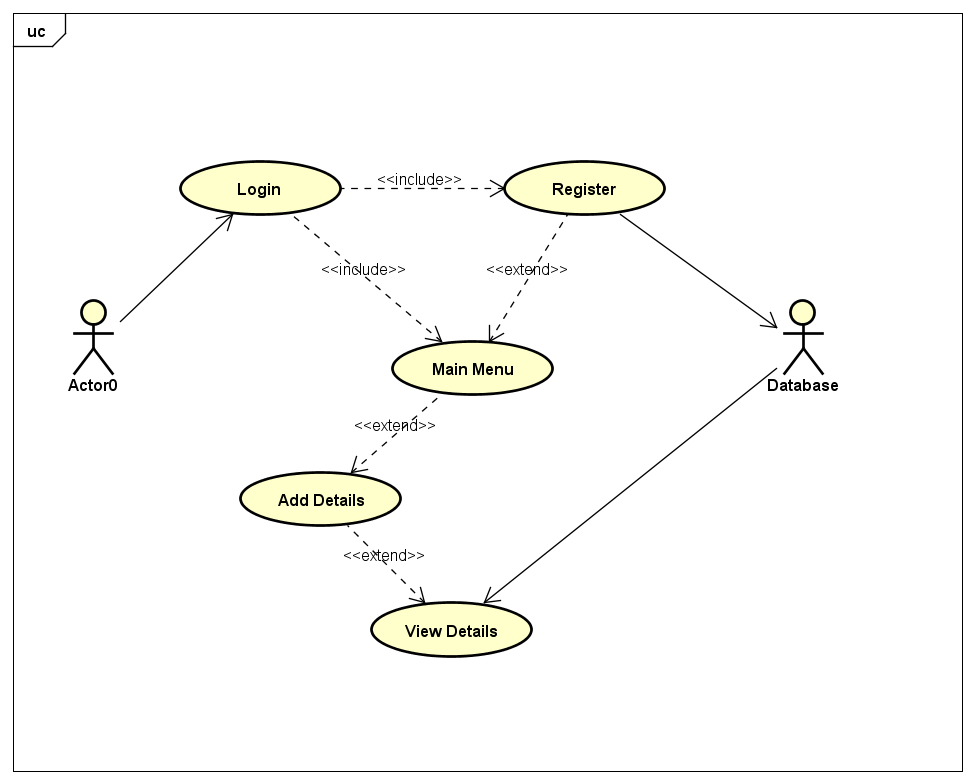 uc
Login
<<include>>
Register
<<include>>
<<extend>>
Main Menu
Actor0
Database
<<extend>>
Add Details
<<extend>>
View Details